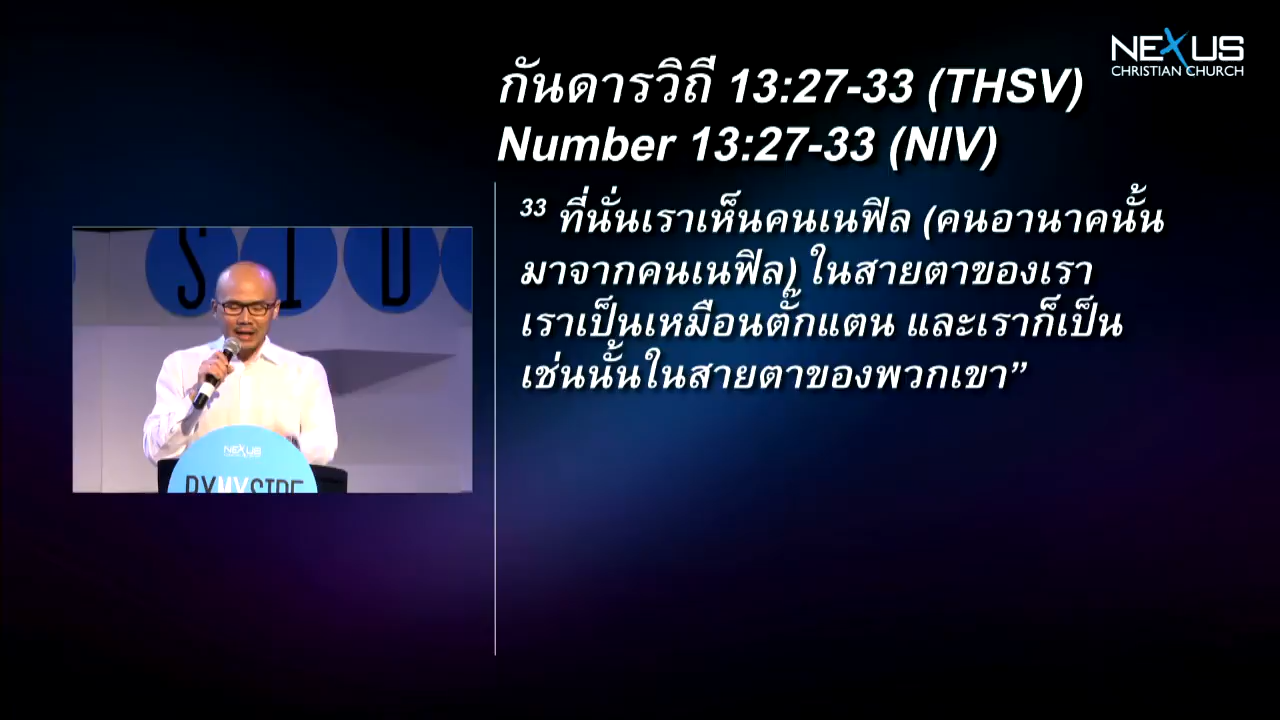 NEXUS
CHRISTIAN CHURCH
กันดารวิถี 13:27-33 (THSV)
Number 13:27-33 (NIV)
33 ที่นั่นเราเห็นคนเนฟิล (คนอานาคนั้น
มาจากคนเนฟิล) ในสายตาของเรา
เราเป็นเหมือนตั๊กแตน และเราก็เป็น
เช่นนั้นในสายตาของพวกเขา”
S I D
NEXUS
BYMYSIDE